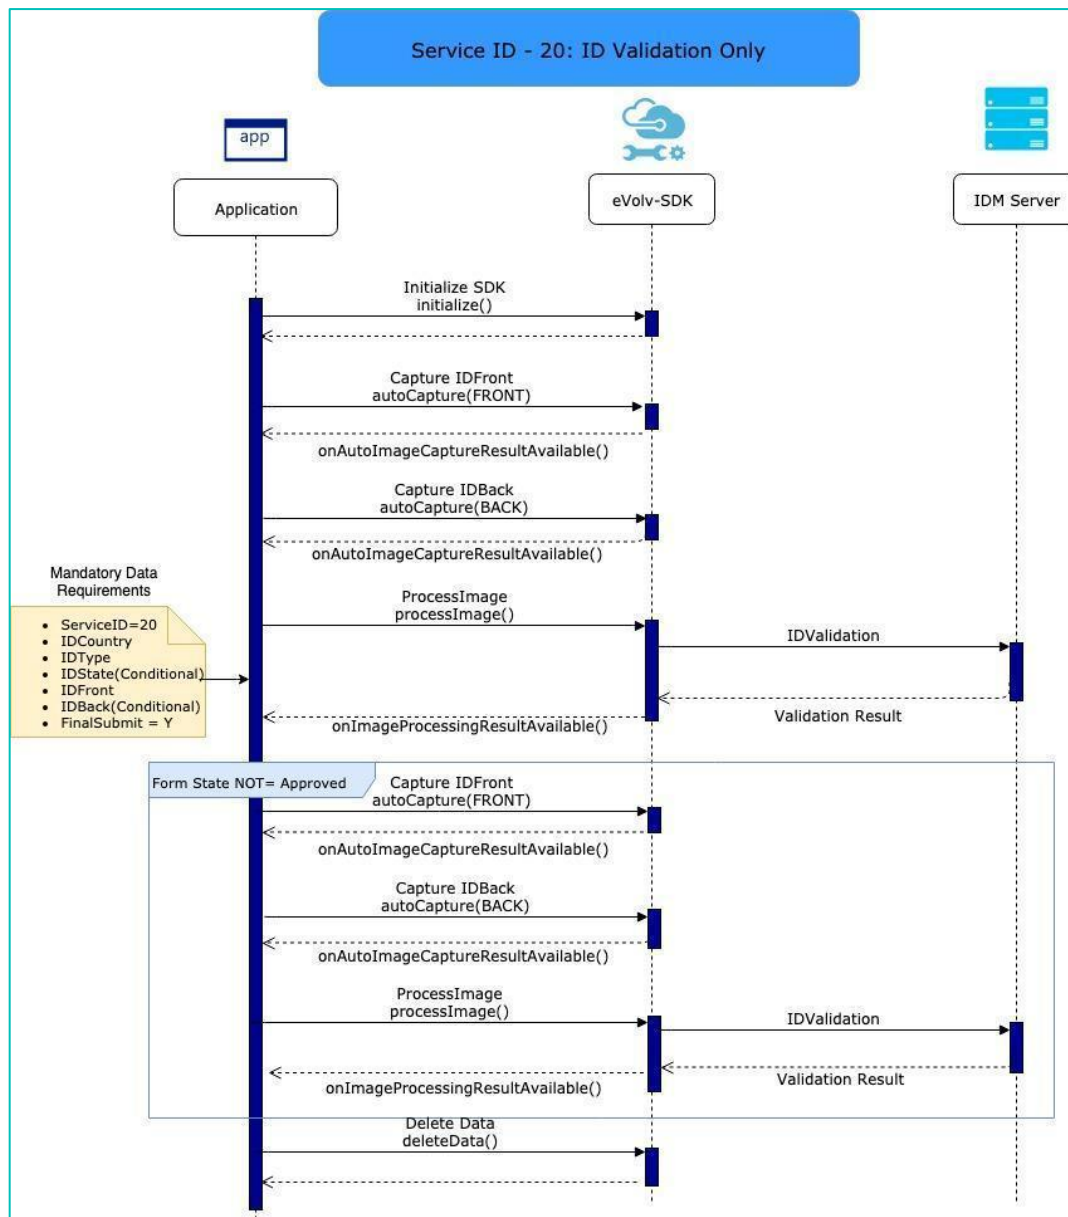 Service ID - 20: ID Validation Only
app
Application
eVolv-SDK
IDM Server
Initialize SDK
initialize()
Capture IDFront
autoCapture(FRONT)
onAutoImageCaptureResultAvailable()
Capture IDBack
autoCapture(BACK)
onAutoImageCaptureResultAvailable()
Mandatory Data
Requirements
• ServiceID=20
• IDCountry
• IDType
• IDState(Conditional)
• IDFront
• IDBack(Conditional)
• FinalSubmit = Y
ProcessImage
processImage()
IDValidation
Validation Result
onImageProcessingResultAvailable()
Form State NOT= Approved
Capture IDFront
autoCapture(FRONT)
onAutoImageCaptureResultAvailable()
Capture IDBack
autoCapture(BACK)
onAutoImageCaptureResultAvailable()
ProcessImage
processImage()
IDValidation
Validation Result
onImageProcessingResultAvailable()
Delete Data
deleteData()